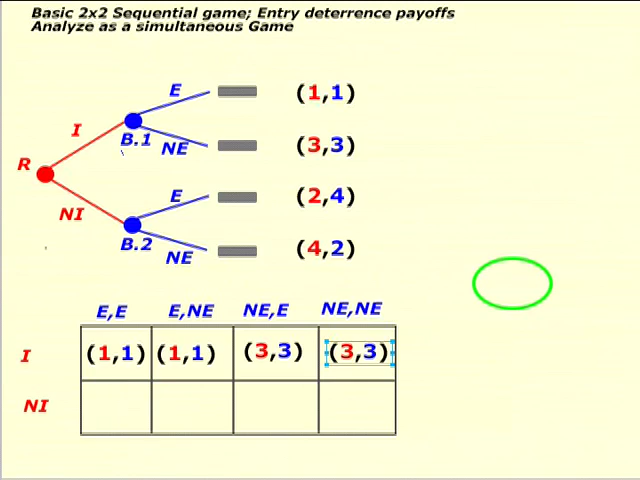 Basic 2x2 Sequential game; Entry deterrence payoffs
Analyze as a simultaneous Game
E (1,1)
I
B.1 NE (3,3)
R
E (2,4)
NI
B.2 NE (4,2)
E,E E,NE NE,E NE,NE
I (1,1) (1,1) (3,3) (3,3)
NI